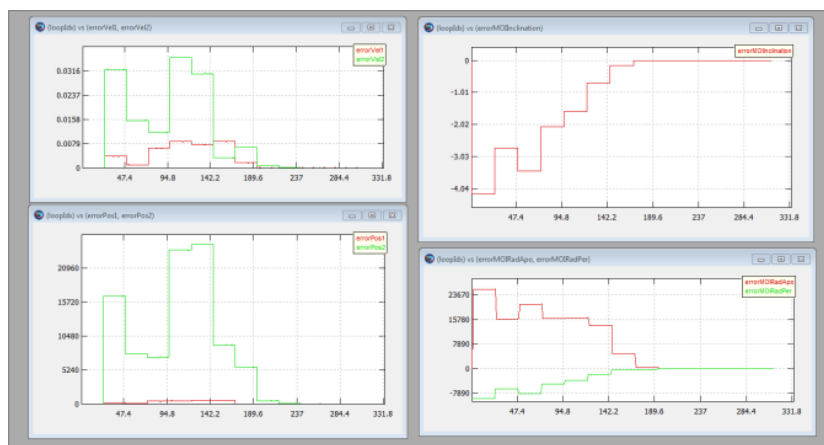 (loopIdx) vs (errorVel1, errorVel2)
errorVel1
errorVel2
0.0316
0.0237
0.0158
0.0079
0
47.4 94.8 142.2 189.6 237 284.4 331.8
(loopIdx) vs (errorMOIInclination)
errorMOIInclination
0
-1.01
-2.02
-3.03
-4.04
47.4 94.8 142.2 189.6 237 284.4 331.8
(loopIdx) vs (errorPos1, errorPos2)
errorPos1
errorPos2
20960
15720
10480
5240
0
47.4 94.8 142.2 189.6 237 284.4 331.8
(loopIdx) vs (errorMOIRadApo, errorMOIRadPer)
errorMOIRadApo
errorMOIRadPer
23670
15780
7890
0
-7890
47.4 94.8 142.2 189.6 237 284.4 331.8